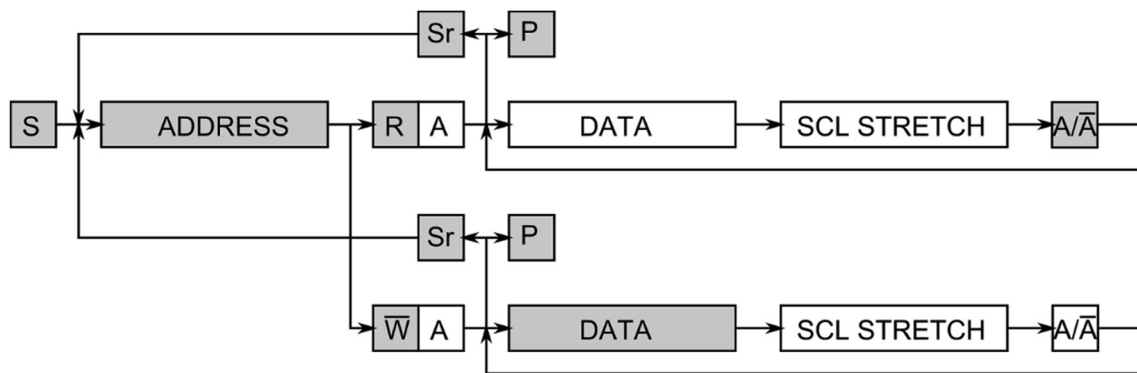 Sr P
S ADDRESS R A DATA SCL STRETCH A/A̅
Sr P
W̅ A DATA SCL STRETCH A/A̅